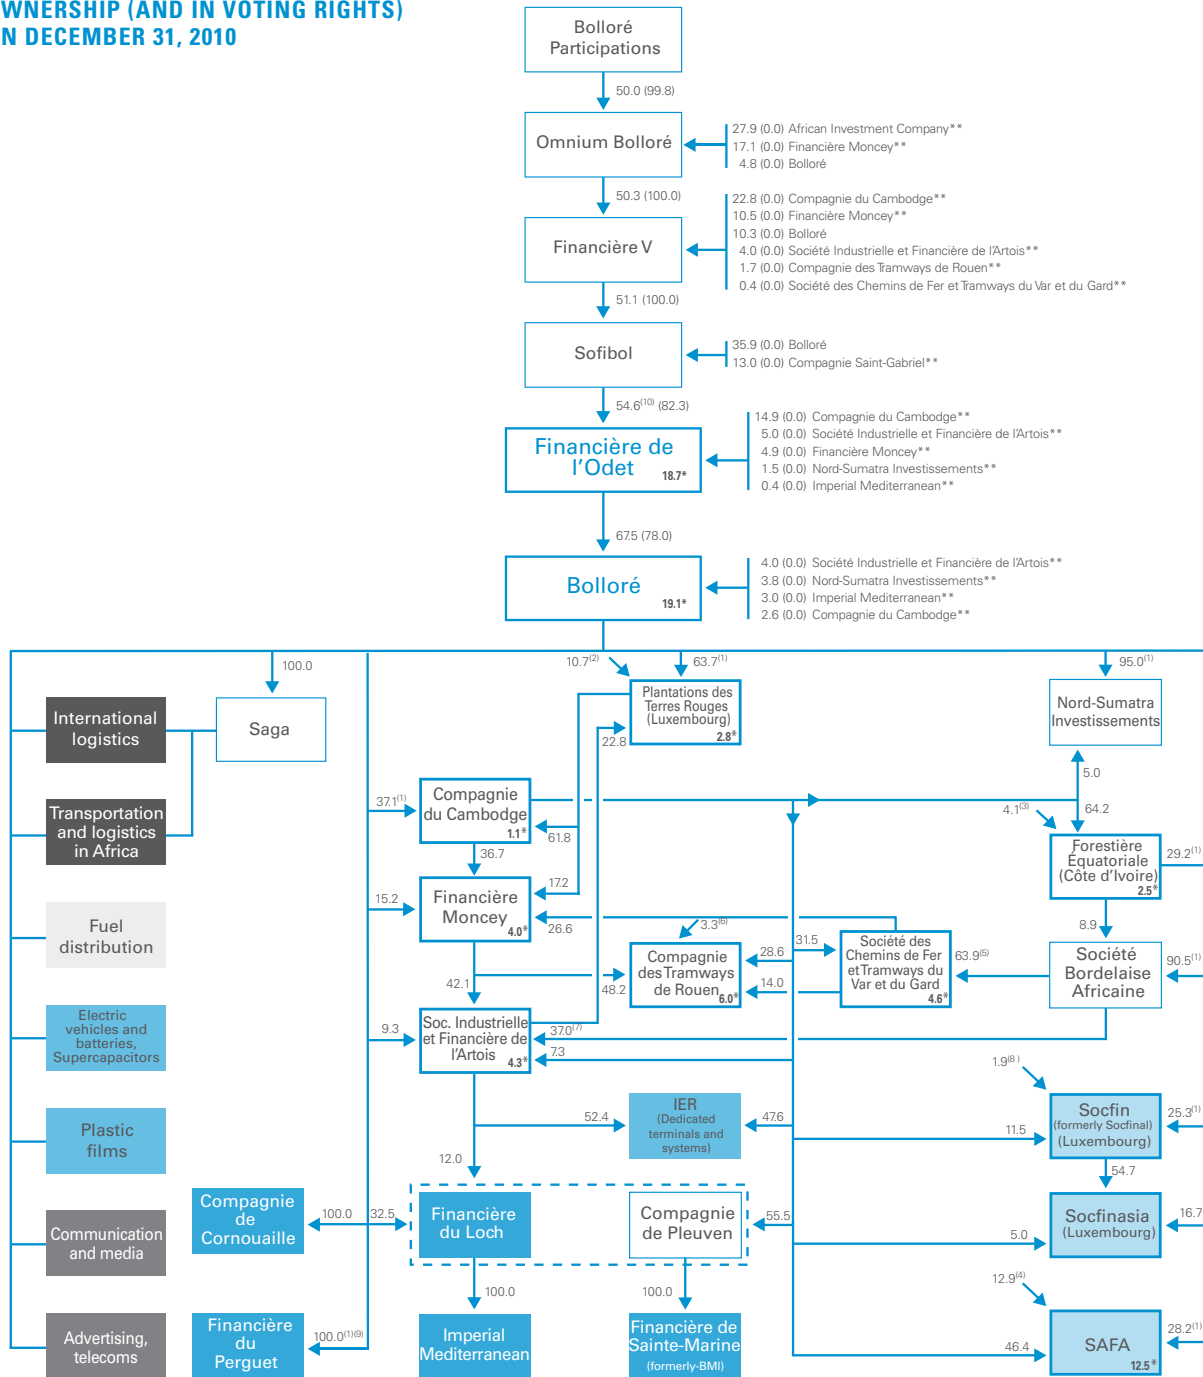 WNERSHIP (AND IN VOTING RIGHTS)
N DECEMBER 31, 2010
Bolloré
Participations
50.0 (99.8)
Omnium Bolloré
27.9 (0.0) African Investment Company**
17.1 (0.0) Financière Moncey**
4.8 (0.0) Bolloré
50.3 (100.0)
Financière V
22.8 (0.0) Compagnie du Cambodge**
10.5 (0.0) Financière Moncey**
10.3 (0.0) Bolloré
4.0 (0.0) Société Industrielle et Financière de l'Artois**
1.7 (0.0) Compagnie des Tramways de Rouen**
0.4 (0.0) Société des Chemins de Fer et Tramways du Var et du Gard**
51.1 (100.0)
Sofibol
35.9 (0.0) Bolloré
13.0 (0.0) Compagnie Saint-Gabriel**
54.6(10) (82.3)
Financière de
l'Odet
18.7*
14.9 (0.0) Compagnie du Cambodge**
5.0 (0.0) Société Industrielle et Financière de l'Artois**
4.9 (0.0) Financière Moncey**
1.5 (0.0) Nord-Sumatra Investissements**
0.4 (0.0) Imperial Mediterranean**
67.5 (78.0)
Bolloré
19.1*
4.0 (0.0) Société Industrielle et Financière de l'Artois**
3.8 (0.0) Nord-Sumatra Investissements**
3.0 (0.0) Imperial Mediterranean**
2.6 (0.0) Compagnie du Cambodge**
100.0
10.7(2)
63.7(1)
95.0(1)
International
logistics
Saga
Plantations des
Terres Rouges
(Luxembourg)
2.8*
22.8
Nord-Sumatra
Investissements
5.0
Transportation
and logistics
in Africa
37.1(1)
Compagnie
du Cambodge
1.1*
61.8
36.7
4.1(3)
64.2
Forestière
Équatoriale
(Côte d'Ivoire)
2.5*
29.2(1)
Fuel
distribution
15.2
Financière
Moncey
4.0*
17.2
26.6
42.1
48.2
3.3(6)
Compagnie
des Tramways
de Rouen
6.0*
28.6
14.0
31.5
Société des
Chemins de Fer
et Tramways du
Var et du Gard
4.6*
63.9(5)
8.9
Société
Bordelaise
Africaine
90.5(1)
Electric
vehicles and
batteries,
Supercapacitors
9.3
Soc. Industrielle
et Financière de
l'Artois
4.3*
37.0(7)
7.3
Plastic
films
52.4
IER
(Dedicated
terminals and
systems)
47.6
12.0
1.9(8)
11.5
Socfin
(formerly Socfinal)
(Luxembourg)
25.3(1)
54.7
Communication
and media
Compagnie
de
Cornouaille
100.0
32.5
Financière
du Loch
Compagnie
de Pleuven
55.5
5.0
Socfinasia
(Luxembourg)
16.7
100.0
100.0
12.9(4)
Advertising,
telecoms
Financière
du
Perguet
100.0(1)(9)
Imperial
Mediterranean
Financière de
Sainte-Marine
(formerly-BMI)
46.4
SAFA
12.5*
28.2(1)